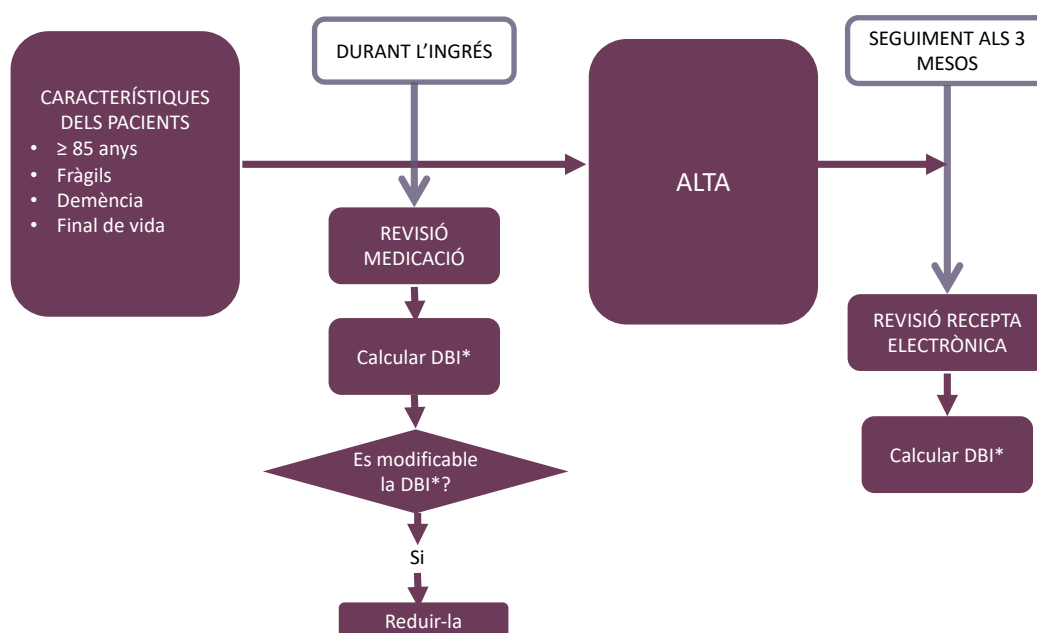 CARACTERÍSTIQUES
DELS PACIENTS
• ≥ 85 anys
• Fràgils
• Demència
• Final de vida
DURANT L'INGRÉS
REVISIÓ
MEDICACIÓ
Calcular DBI*
Es modificable
la DBI*?
Si
Reduir-la
ALTA
SEGUIMENT ALS 3
MESOS
REVISIÓ RECEPTA
ELECTRÒNICA
Calcular DBI*